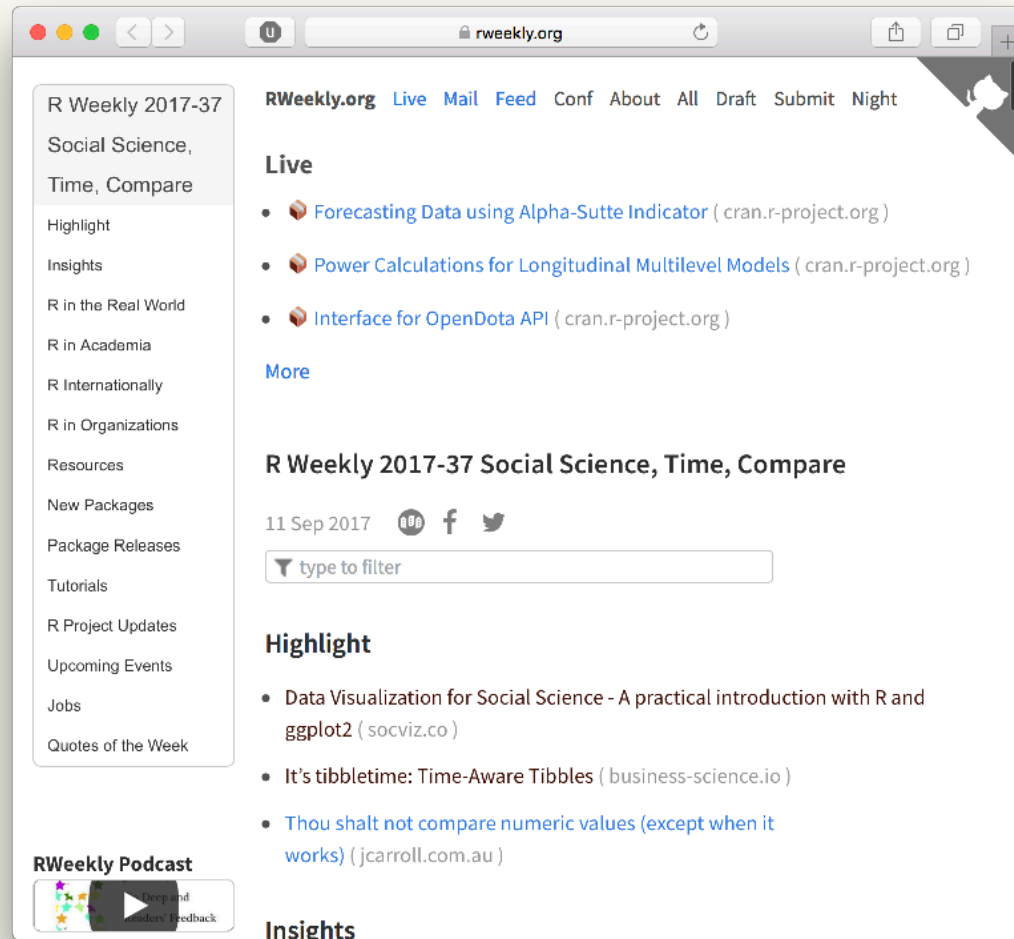 rweekly.org
R Weekly 2017-37
Social Science,
Time, Compare
Highlight
Insights
R in the Real World
R in Academia
R Internationally
R in Organizations
Resources
New Packages
Package Releases
Tutorials
R Project Updates
Upcoming Events
Jobs
Quotes of the Week
RWeekly Podcast
Deep and
Readers' Feedback
RWeekly.org Live Mail Feed Conf About All Draft Submit Night
Live
Forecasting Data using Alpha-Sutte Indicator ( cran.r-project.org )
Power Calculations for Longitudinal Multilevel Models ( cran.r-project.org )
Interface for OpenDota API ( cran.r-project.org )
More
R Weekly 2017-37 Social Science, Time, Compare
11 Sep 2017
type to filter
Highlight
Data Visualization for Social Science - A practical introduction with R and
ggplot2 ( socviz.co )
It's tibbletime: Time-Aware Tibbles ( business-science.io )
Thou shalt not compare numeric values (except when it
works) ( jcarroll.com.au )
Insights